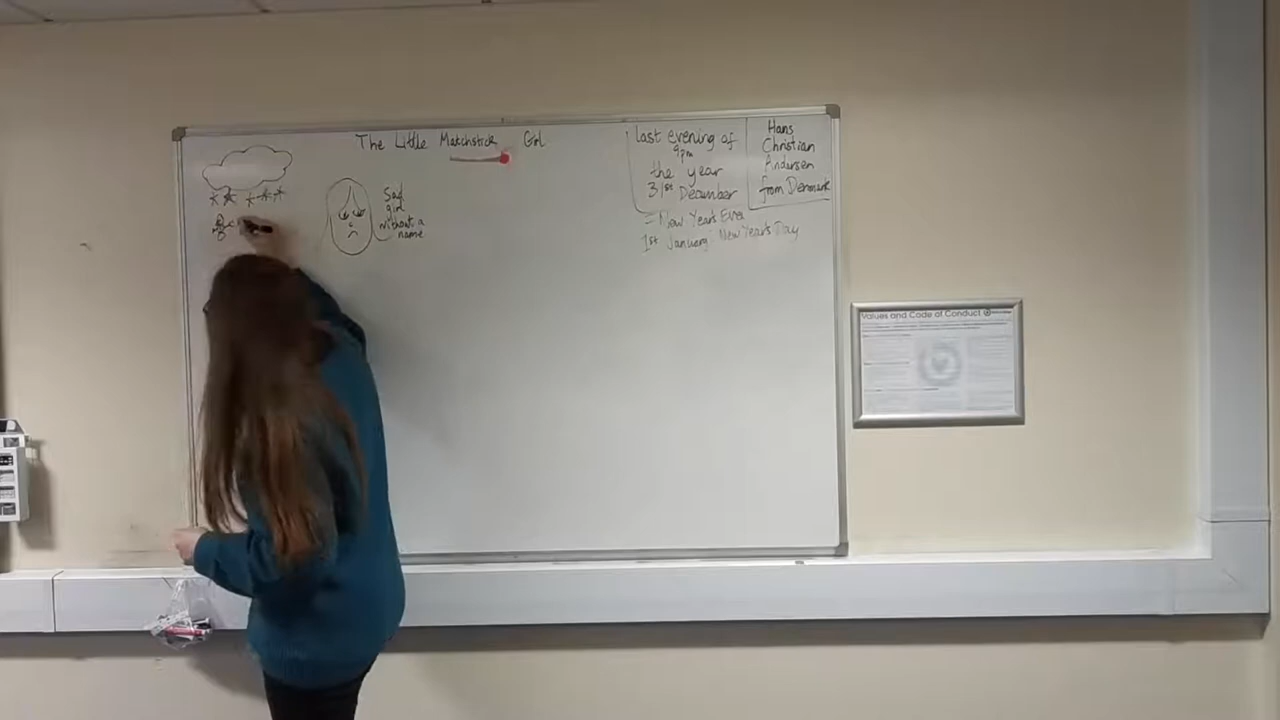 The Little Matchstick Girl
Sad
girl
without a
name
last evening of
9pm
the year
31st December
= New Years Eve
1st January New Year's Day
Hans
Christian
Andersen
from Denmark
Values and Code of Conduct